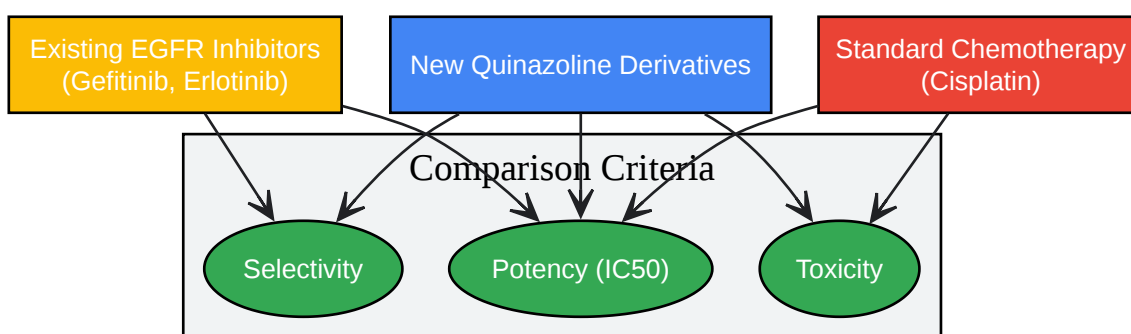 Existing EGFR Inhibitors
(Gefitinib, Erlotinib)
New Quinazoline Derivatives
Standard Chemotherapy
(Cisplatin)
Comparison Criteria
Selectivity
Potency (IC50)
Toxicity